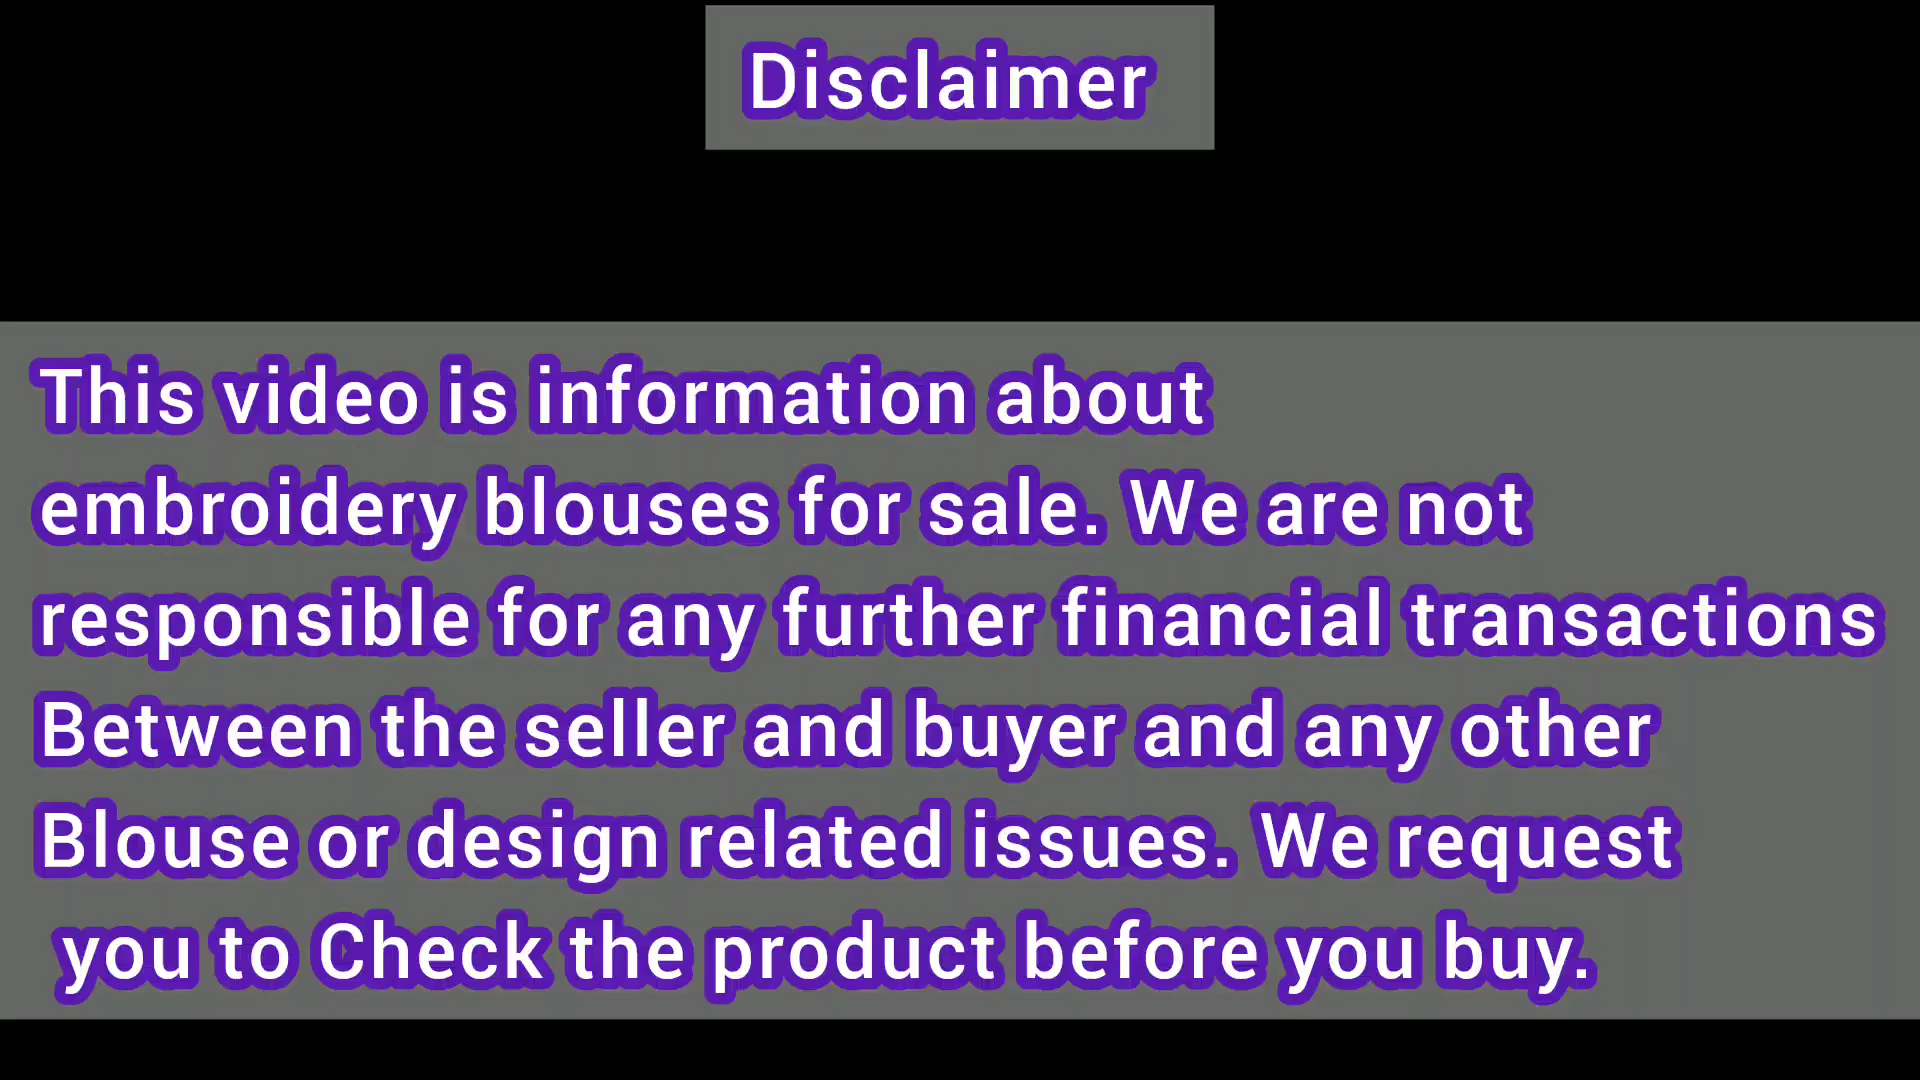 Disclaimer
This video is information about
embroidery blouses for sale. We are not
responsible for any further financial transactions
Between the seller and buyer and any other
Blouse or design related issues. We request
you to Check the product before you buy.